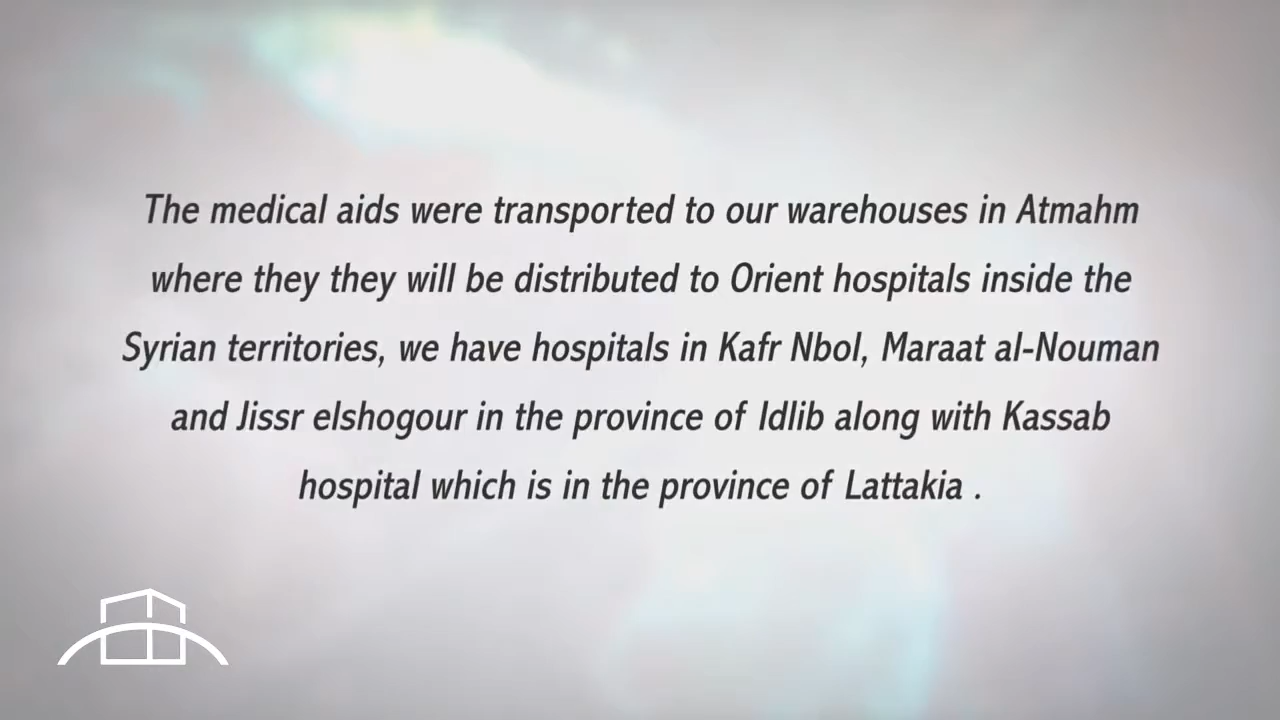 The medical aids were transported to our warehouses in Atmahm
where they they will be distributed to Orient hospitals inside the
Syrian territories, we have hospitals in Kafr Nbol, Maraat al-Nouman
and Jissr elshogour in the province of Idlib along with Kassab
hospital which is in the province of Lattakia .